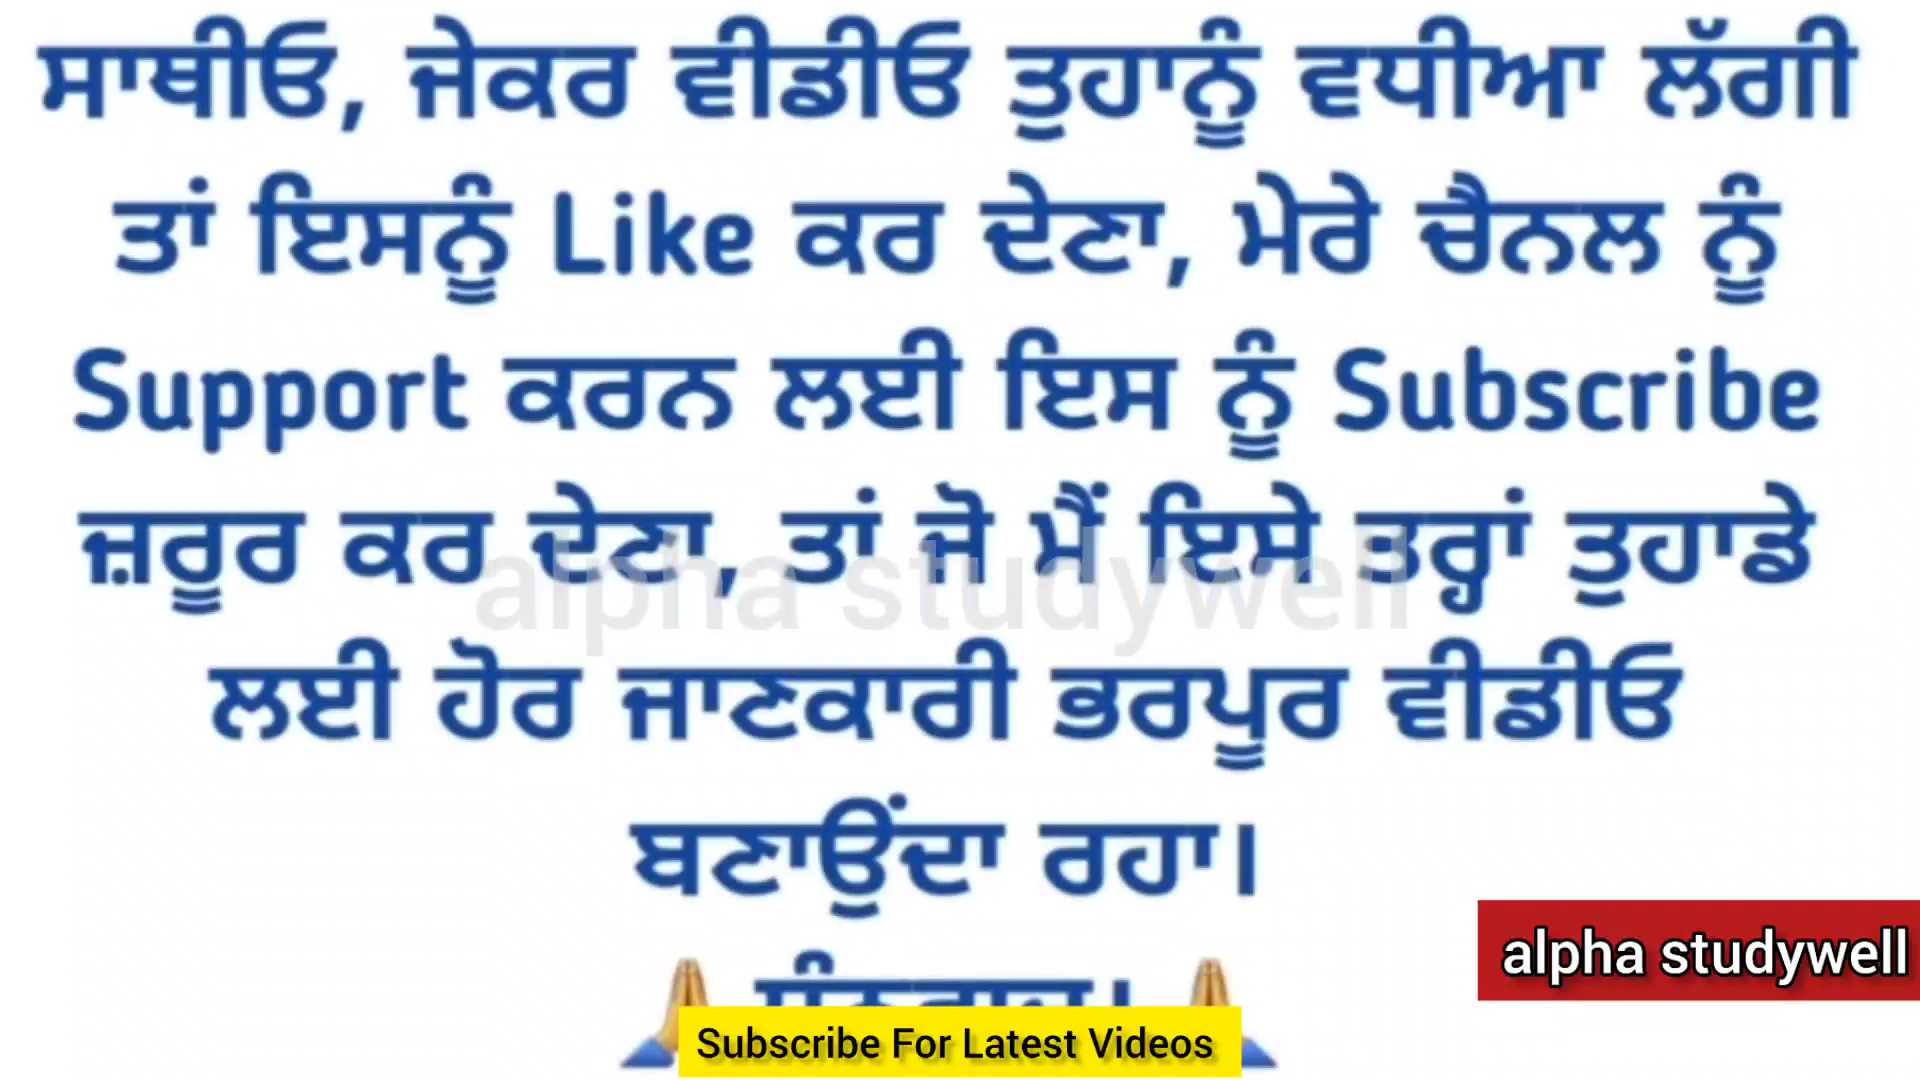 ਸਾਥੀਓ, ਜੇਕਰ ਵੀਡੀਓ ਤੁਹਾਨੂੰ ਵਧੀਆ ਲੱਗੀ
ਤਾਂ ਇਸਨੂੰ Like ਕਰ ਦੇਣਾ, ਮੇਰੇ ਚੈਨਲ ਨੂੰ
Support ਕਰਨ ਲਈ ਇਸ ਨੂੰ Subscribe
ਜ਼ਰੂਰ ਕਰ ਦੇਣਾ, ਤਾਂ ਜੋ ਮੈਂ ਇਸੇ ਤਰ੍ਹਾਂ ਤੁਹਾਡੇ
alpha studywell
ਲਈ ਹੋਰ ਜਾਣਕਾਰੀ ਭਰਪੂਰ ਵੀਡੀਓ
ਬਣਾਉਂਦਾ ਰਹਾ।
alpha studywell
Subscribe For Latest Videos